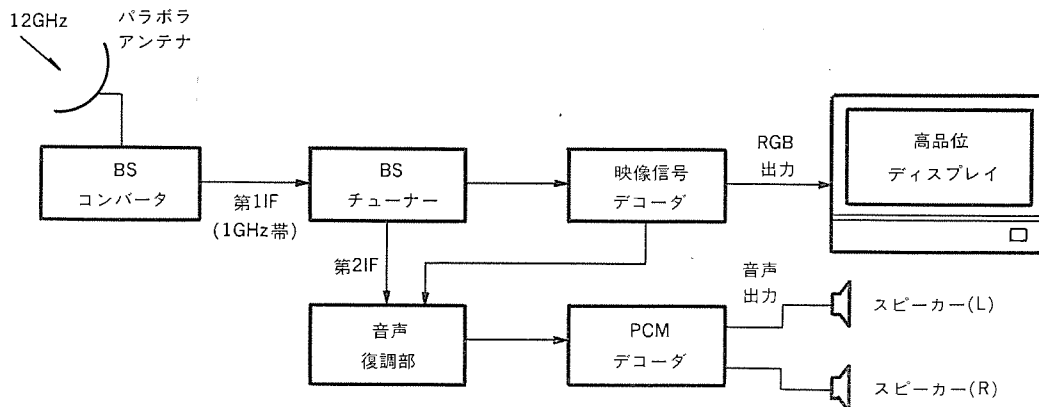 12GHz
パラボラ
アンテナ
BS
コンバータ
第1IF
(1GHz帯)
BS
チューナー
映像信号
デコーダ
RGB
出力
高品位
ディスプレイ
第2IF
音声
復調部
PCM
デコーダ
音声
出力
スピーカー(L)
スピーカー(R)